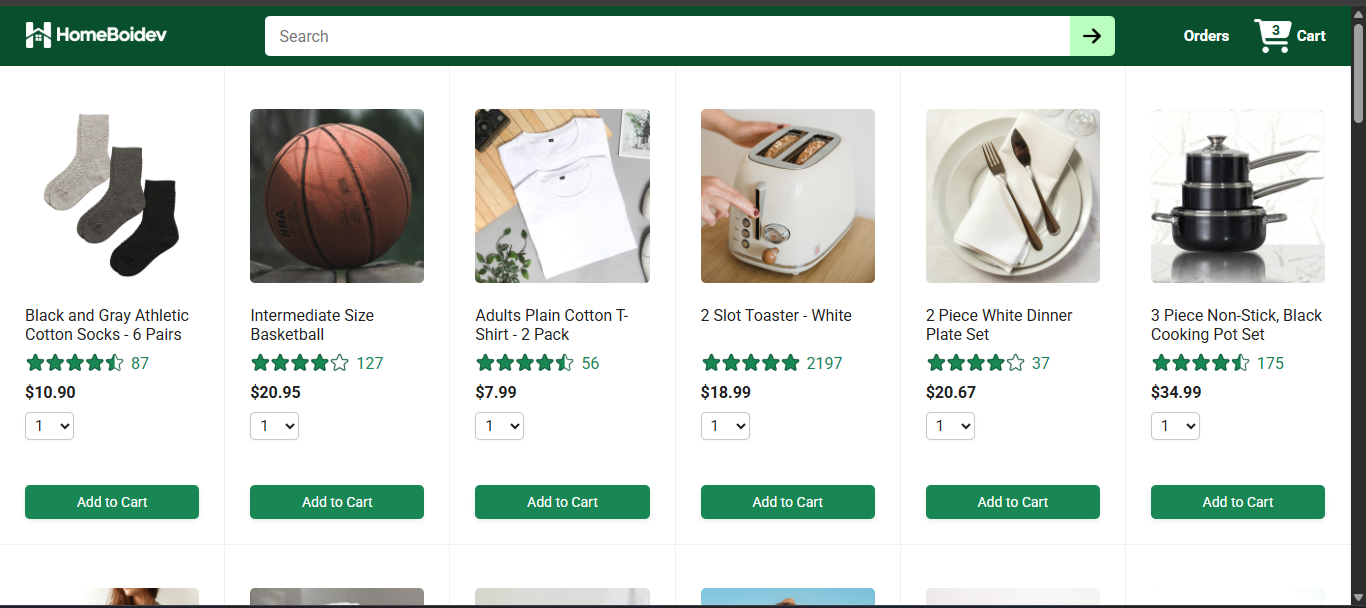 HomeBoidev
Search
Orders
3
Cart
NBA
Black and Gray Athletic
Cotton Socks - 6 Pairs
87
$10.90
1
Add to Cart
Intermediate Size
Basketball
127
$20.95
1
Add to Cart
Adults Plain Cotton T-
Shirt - 2 Pack
56
$7.99
1
Add to Cart
2 Slot Toaster - White
2197
$18.99
1
Add to Cart
2 Piece White Dinner
Plate Set
37
$20.67
1
Add to Cart
3 Piece Non-Stick, Black
Cooking Pot Set
175
$34.99
1
Add to Cart